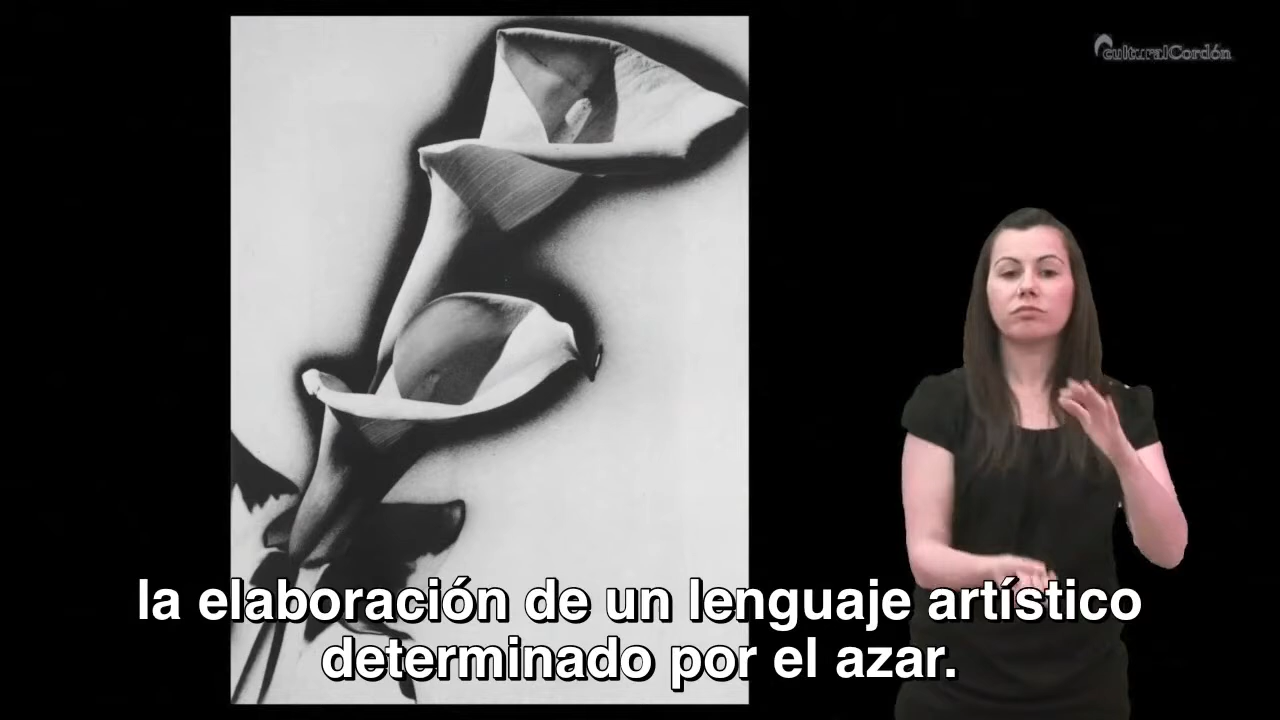 culturalCordón
la elaboración de un lenguaje artístico
determinado por el azar.